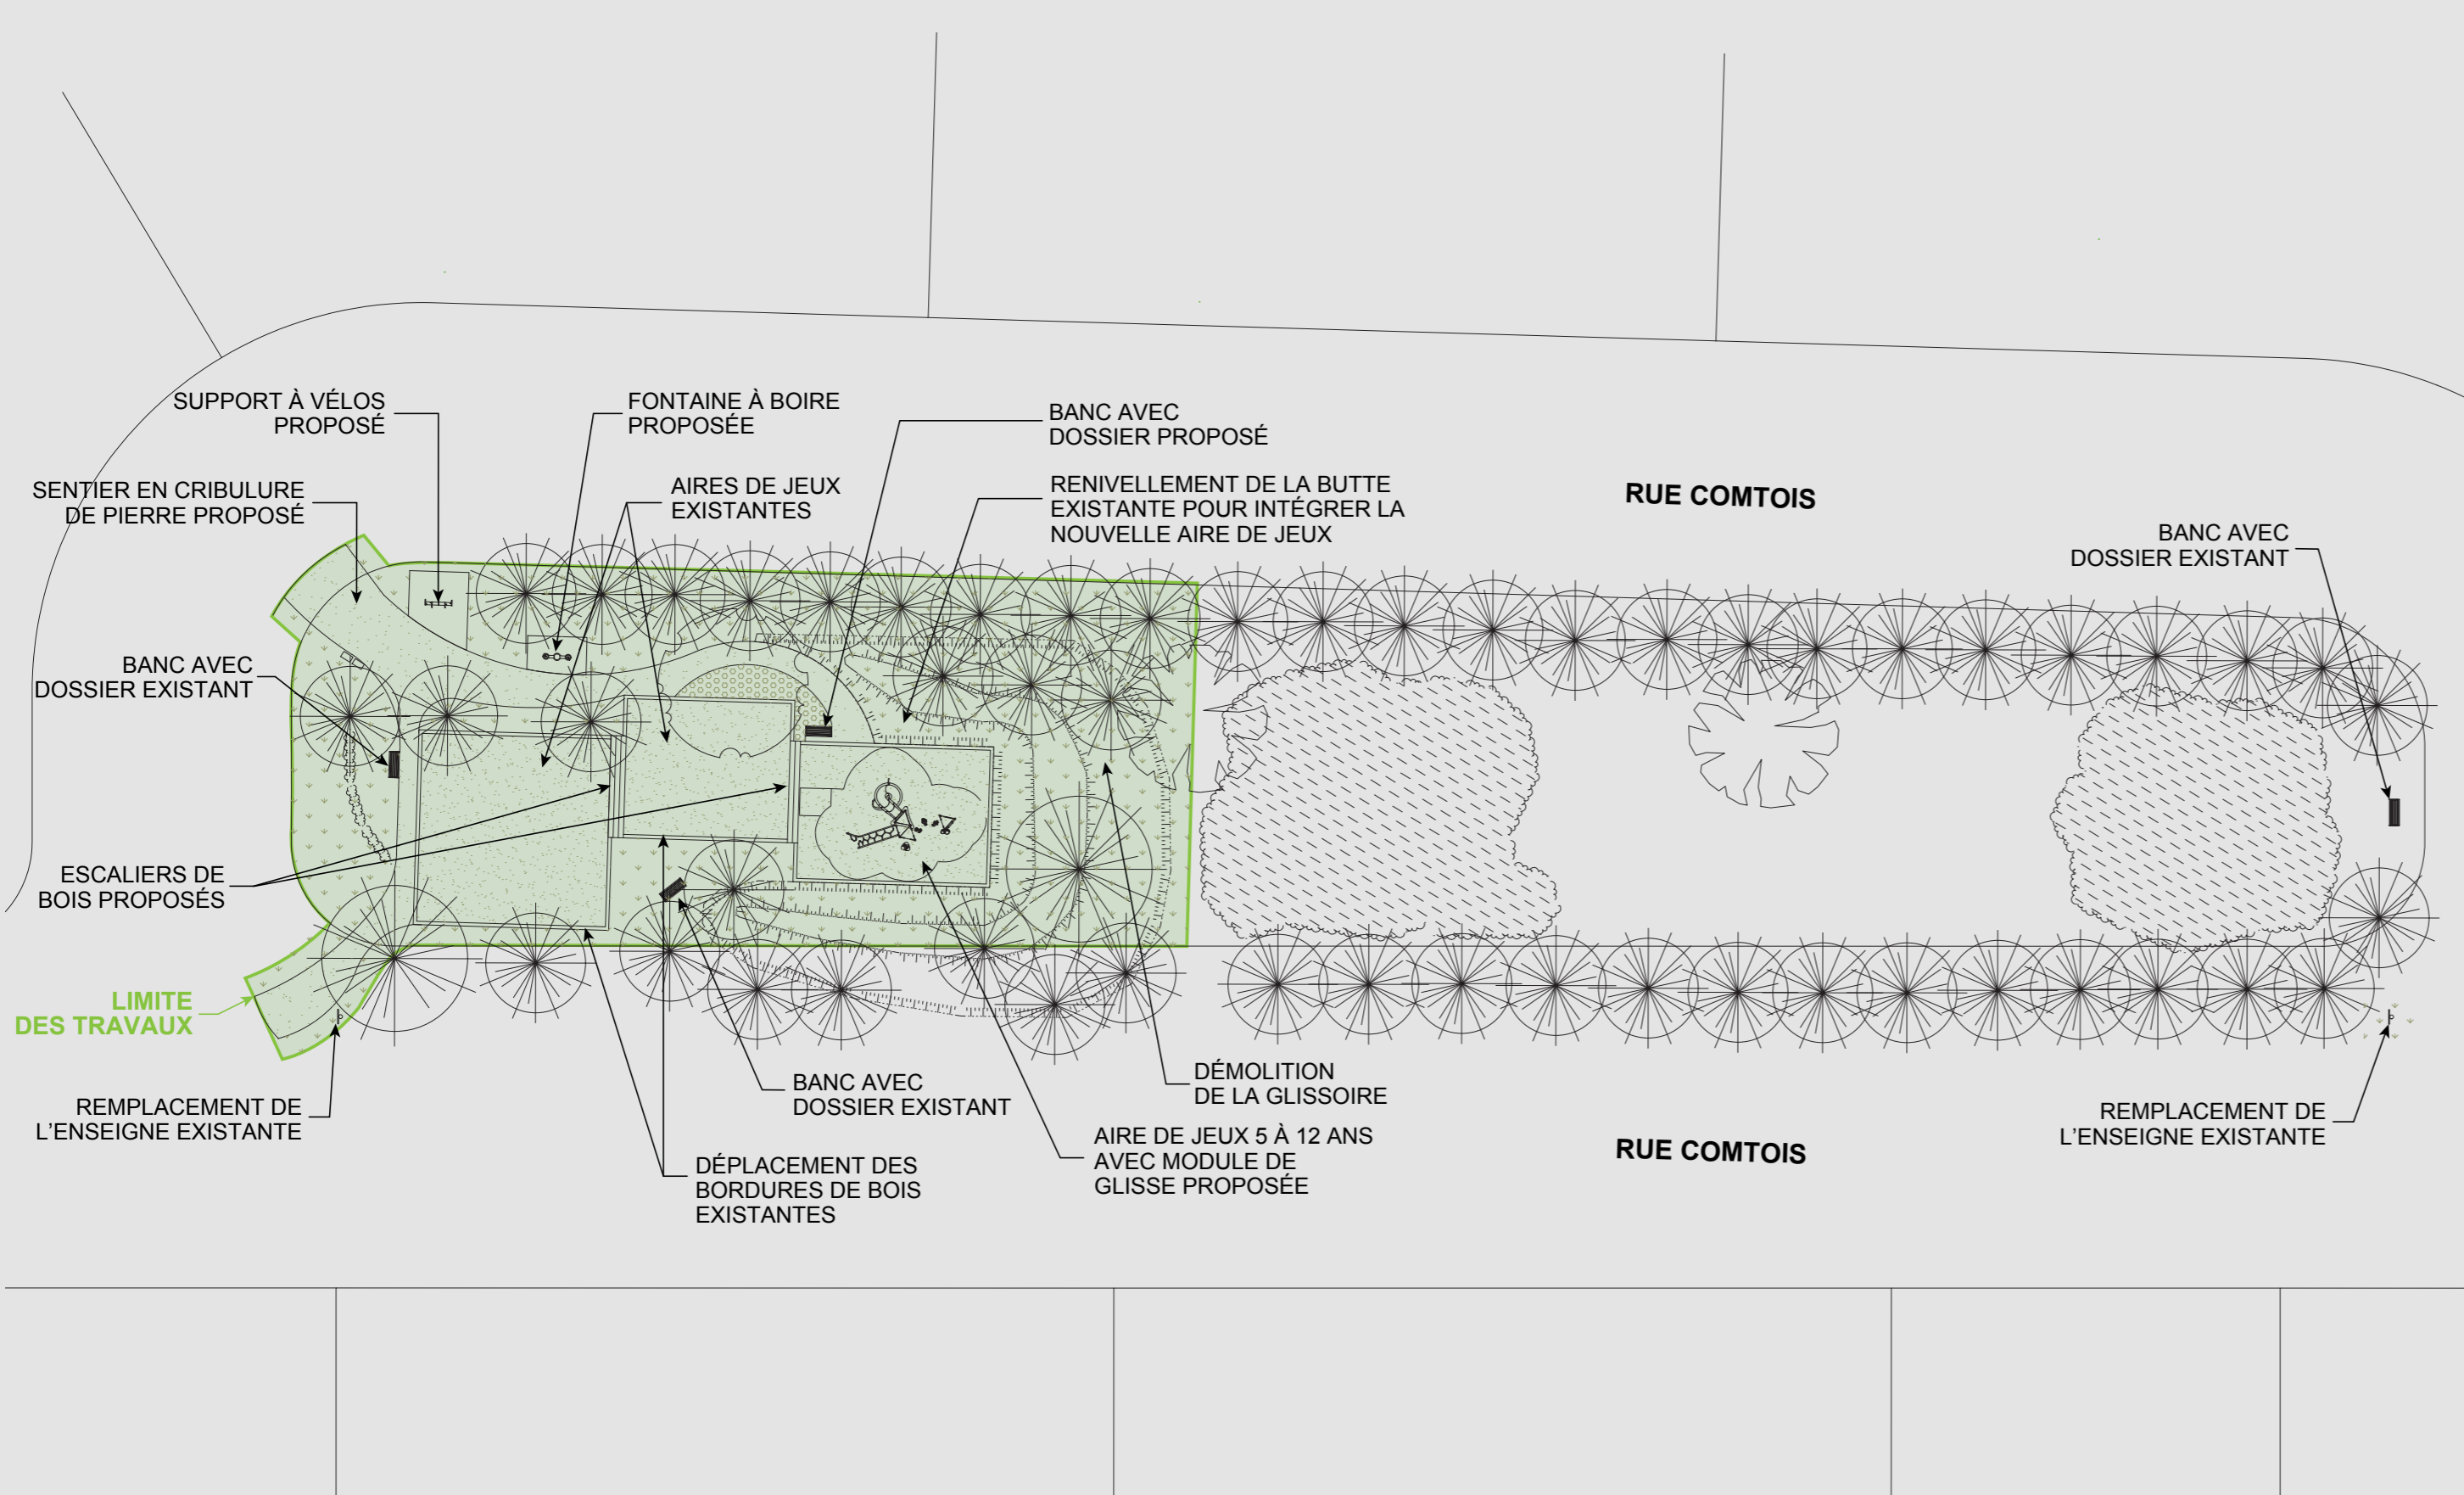 SUPPORT À VÉLOS
PROPOSÉ
FONTAINE À BOIRE
PROPOSÉE
BANC AVEC
DOSSIER PROPOSÉ
SENTIER EN CRIBULURE
DE PIERRE PROPOSÉ
AIRES DE JEUX
EXISTANTES
RENIVELLEMENT DE LA BUTTE
EXISTANTE POUR INTÉGRER LA
NOUVELLE AIRE DE JEUX
RUE COMTOIS
BANC AVEC
DOSSIER EXISTANT
BANC AVEC
DOSSIER EXISTANT
ESCALIERS DE
BOIS PROPOSÉS
LIMITE
DES TRAVAUX
REMPLACEMENT DE
L'ENSEIGNE EXISTANTE
BANC AVEC
DOSSIER EXISTANT
DÉPLACEMENT DES
BORDURES DE BOIS
EXISTANTES
DÉMOLITION
DE LA GLISSOIRE
AIRE DE JEUX 5 À 12 ANS
AVEC MODULE DE
GLISSE PROPOSÉE
RUE COMTOIS
REMPLACEMENT DE
L'ENSEIGNE EXISTANTE